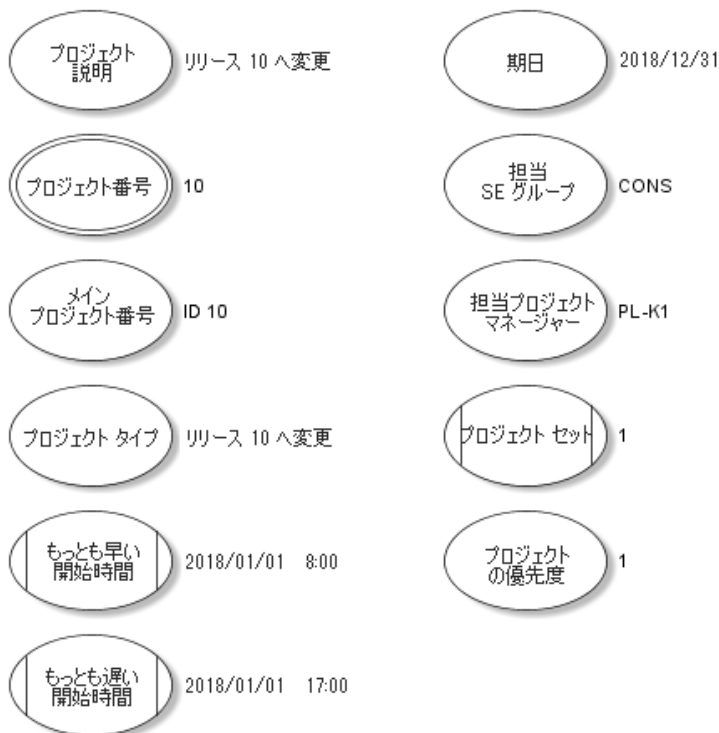 プロジェクト
説明
リリース 10 へ変更
プロジェクト番号
10
メイン
プロジェクト番号
ID 10
プロジェクト タイプ
リリース 10 へ変更
もっとも早い
開始時間
2018/01/01 8:00
もっとも遅い
開始時間
2018/01/01 17:00
期日
2018/12/31
担当
SE グループ
CONS
担当プロジェクト
マネージャー
PL-K1
プロジェクト セット
1
プロジェクト
の優先度
1